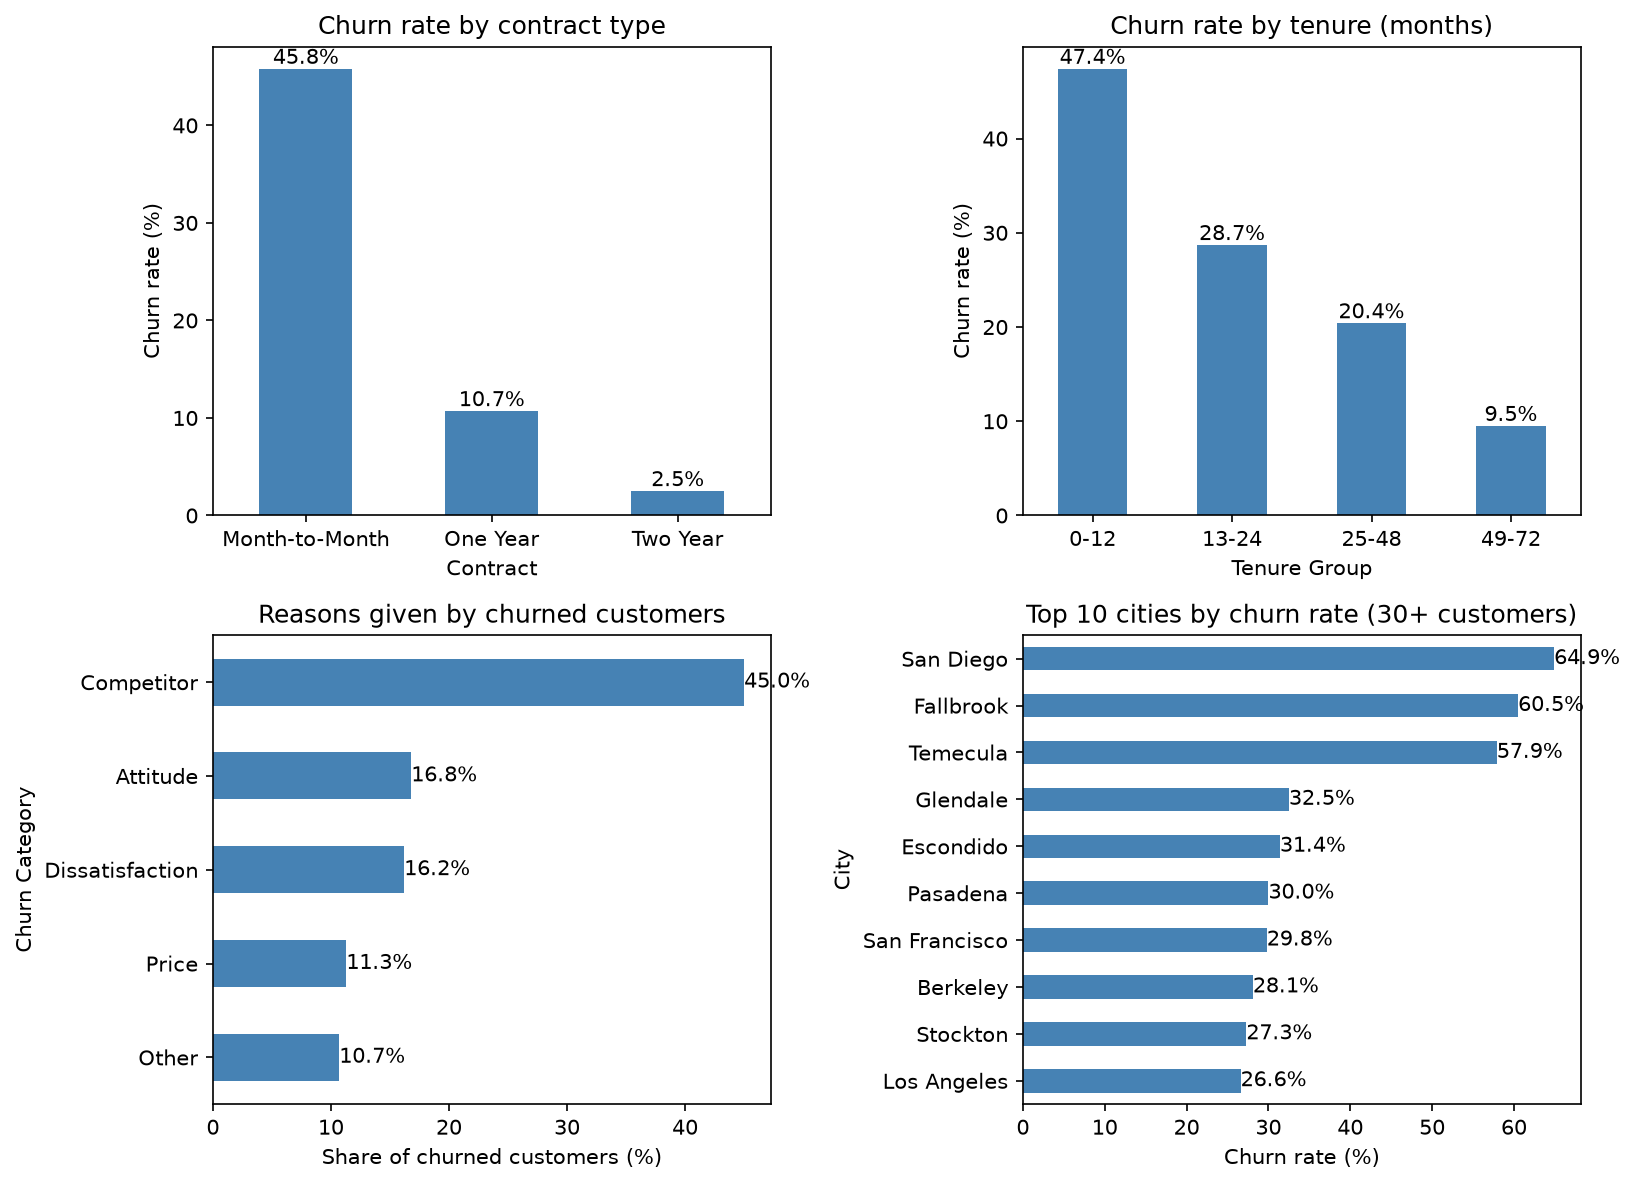 Churn rate by contract type
45.8%
10.7%
2.5%
40
30
20
10
0
Churn rate (%)
Month-to-Month One Year Two Year
Contract
Churn rate by tenure (months)
47.4%
28.7%
20.4%
9.5%
40
30
20
10
0
Churn rate (%)
0-12 13-24 25-48 49-72
Tenure Group
Reasons given by churned customers
Churn Category
Competitor 45.0%
Attitude 16.8%
Dissatisfaction 16.2%
Price 11.3%
Other 10.7%
0 10 20 30 40
Share of churned customers (%)
Top 10 cities by churn rate (30+ customers)
City
San Diego 64.9%
Fallbrook 60.5%
Temecula 57.9%
Glendale 32.5%
Escondido 31.4%
Pasadena 30.0%
San Francisco 29.8%
Berkeley 28.1%
Stockton 27.3%
Los Angeles 26.6%
0 10 20 30 40 50 60
Churn rate (%)